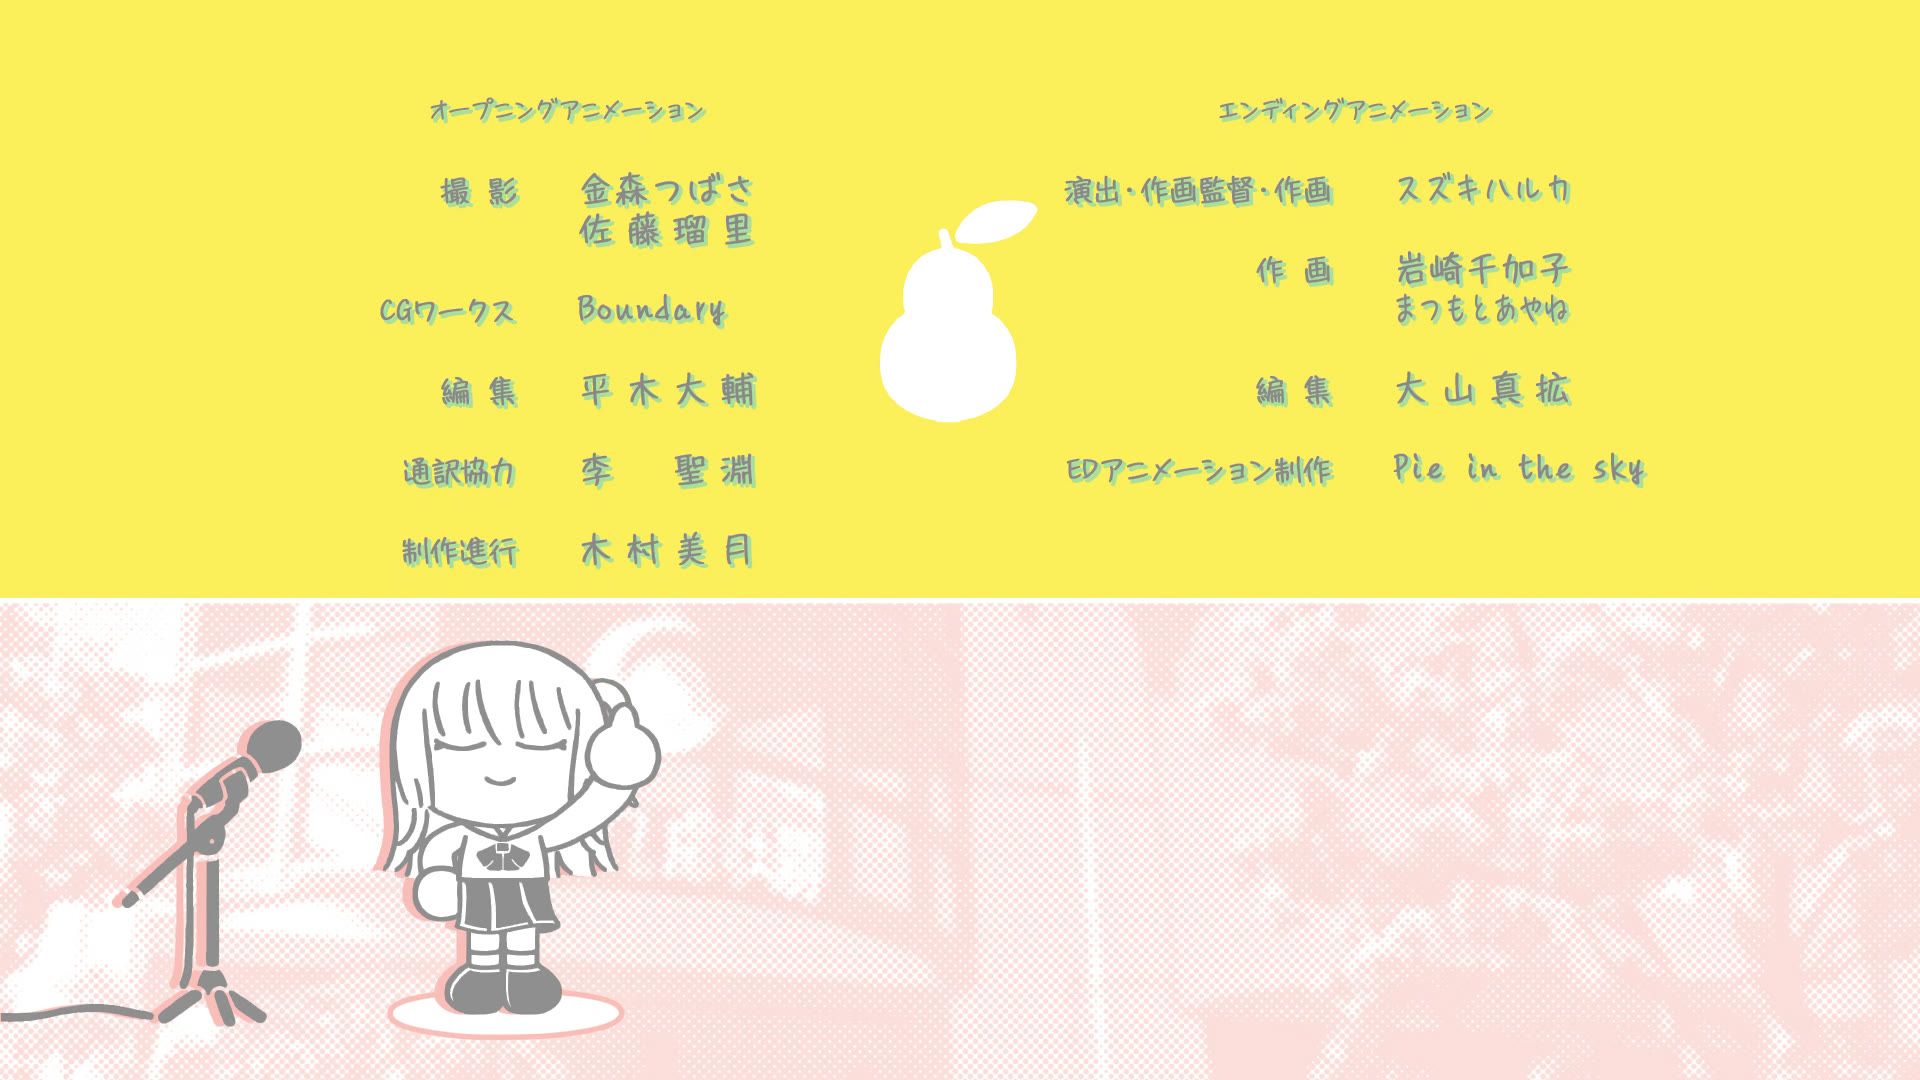 オープニングアニメーション
撮影 金森つばさ
佐藤瑠里
CGワークス Boundary
編集 平木大輔
通訳協力 李 聖淵
制作進行 木村美月
エンディングアニメーション
演出・作画監督・作画 スズキハルカ
作画 岩崎千加子
まつもとあやね
編集 大山真拡
EDアニメーション制作 Pie in the sky